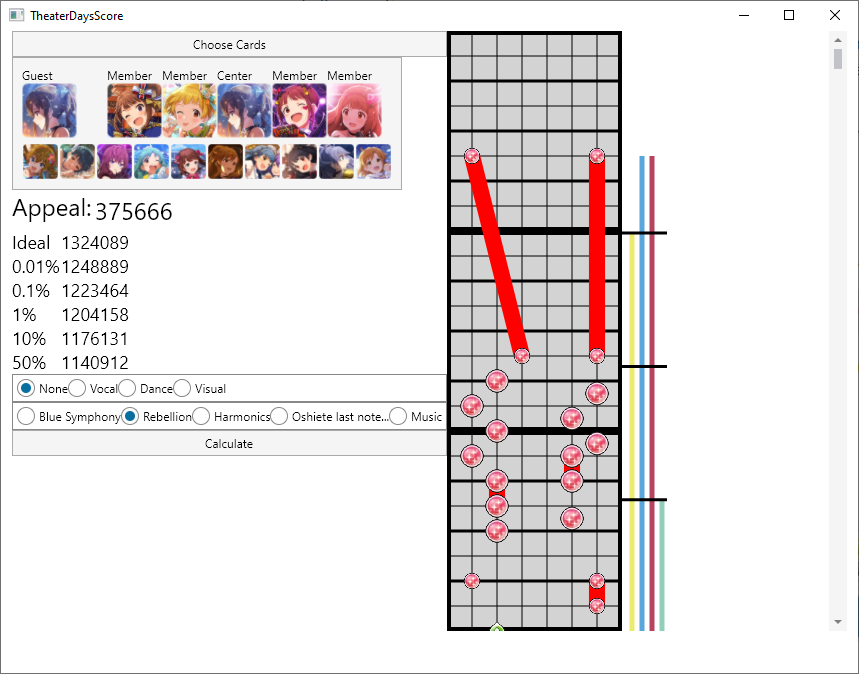 TheaterDaysScore
Choose Cards
Guest Member Member Center Member Member
Appeal: 375666
Ideal 1324089
0.01% 1248889
0.1% 1223464
1% 1204158
10% 1176131
50% 1140912
None Vocal Dance Visual
Blue Symphony Rebellion Harmonics Oshiete last note... Music
Calculate